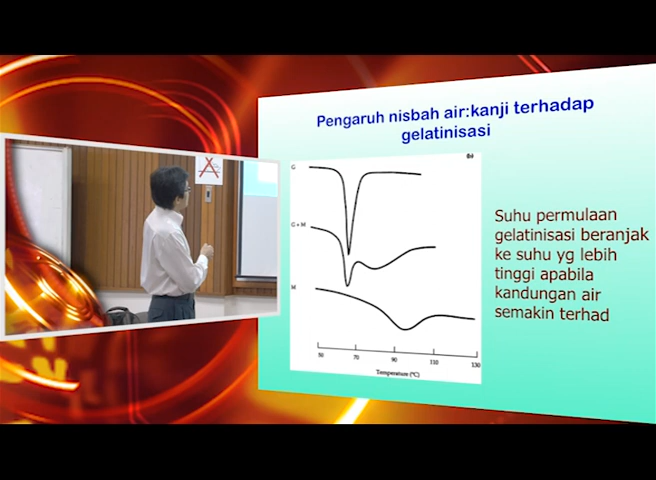 Pengaruh nisbah air:kanji terhadap
gelatinisasi
G
G + M
M
50 70 90 110 130
Temperature (°C)
Suhu permulaan
gelatinisasi beranjak
ke suhu yg lebih
tinggi apabila
kandungan air
semakin terhad